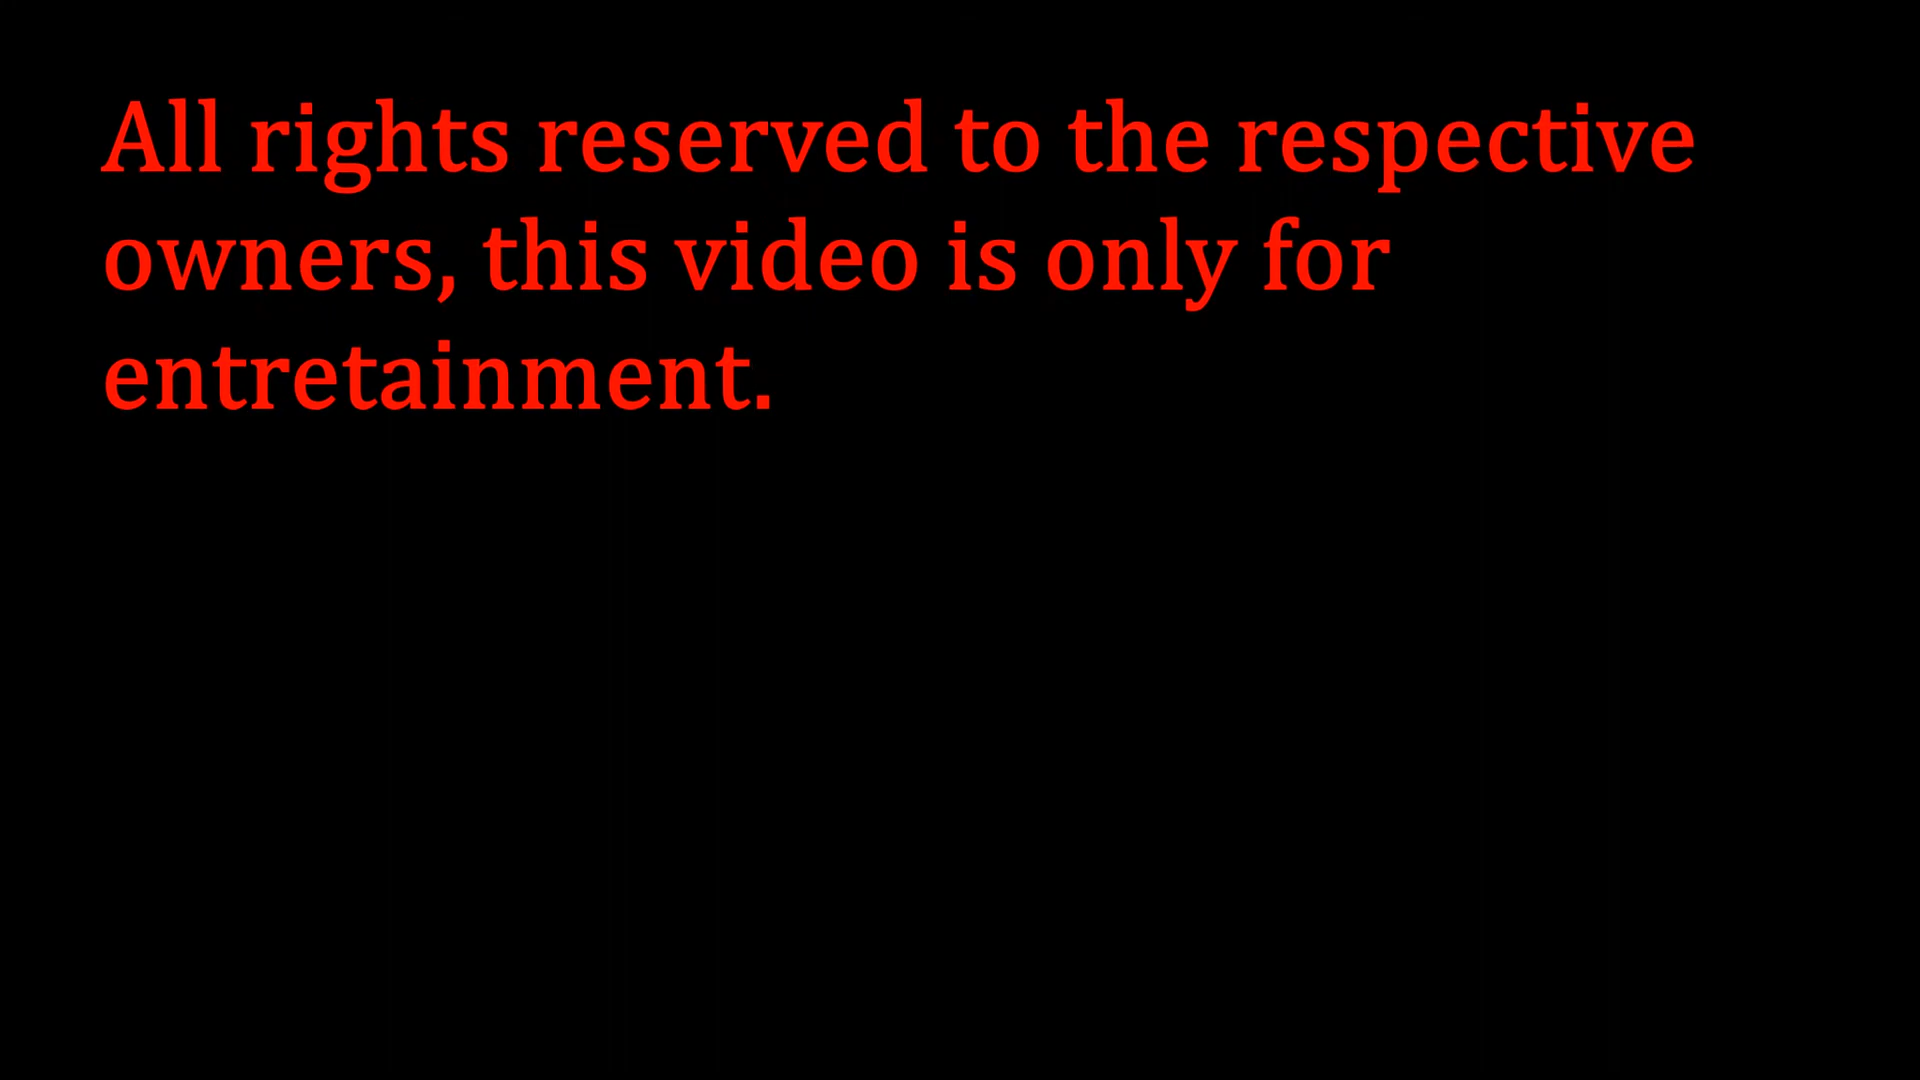 All rights reserved to the respective
owners, this video is only for
entretainment.